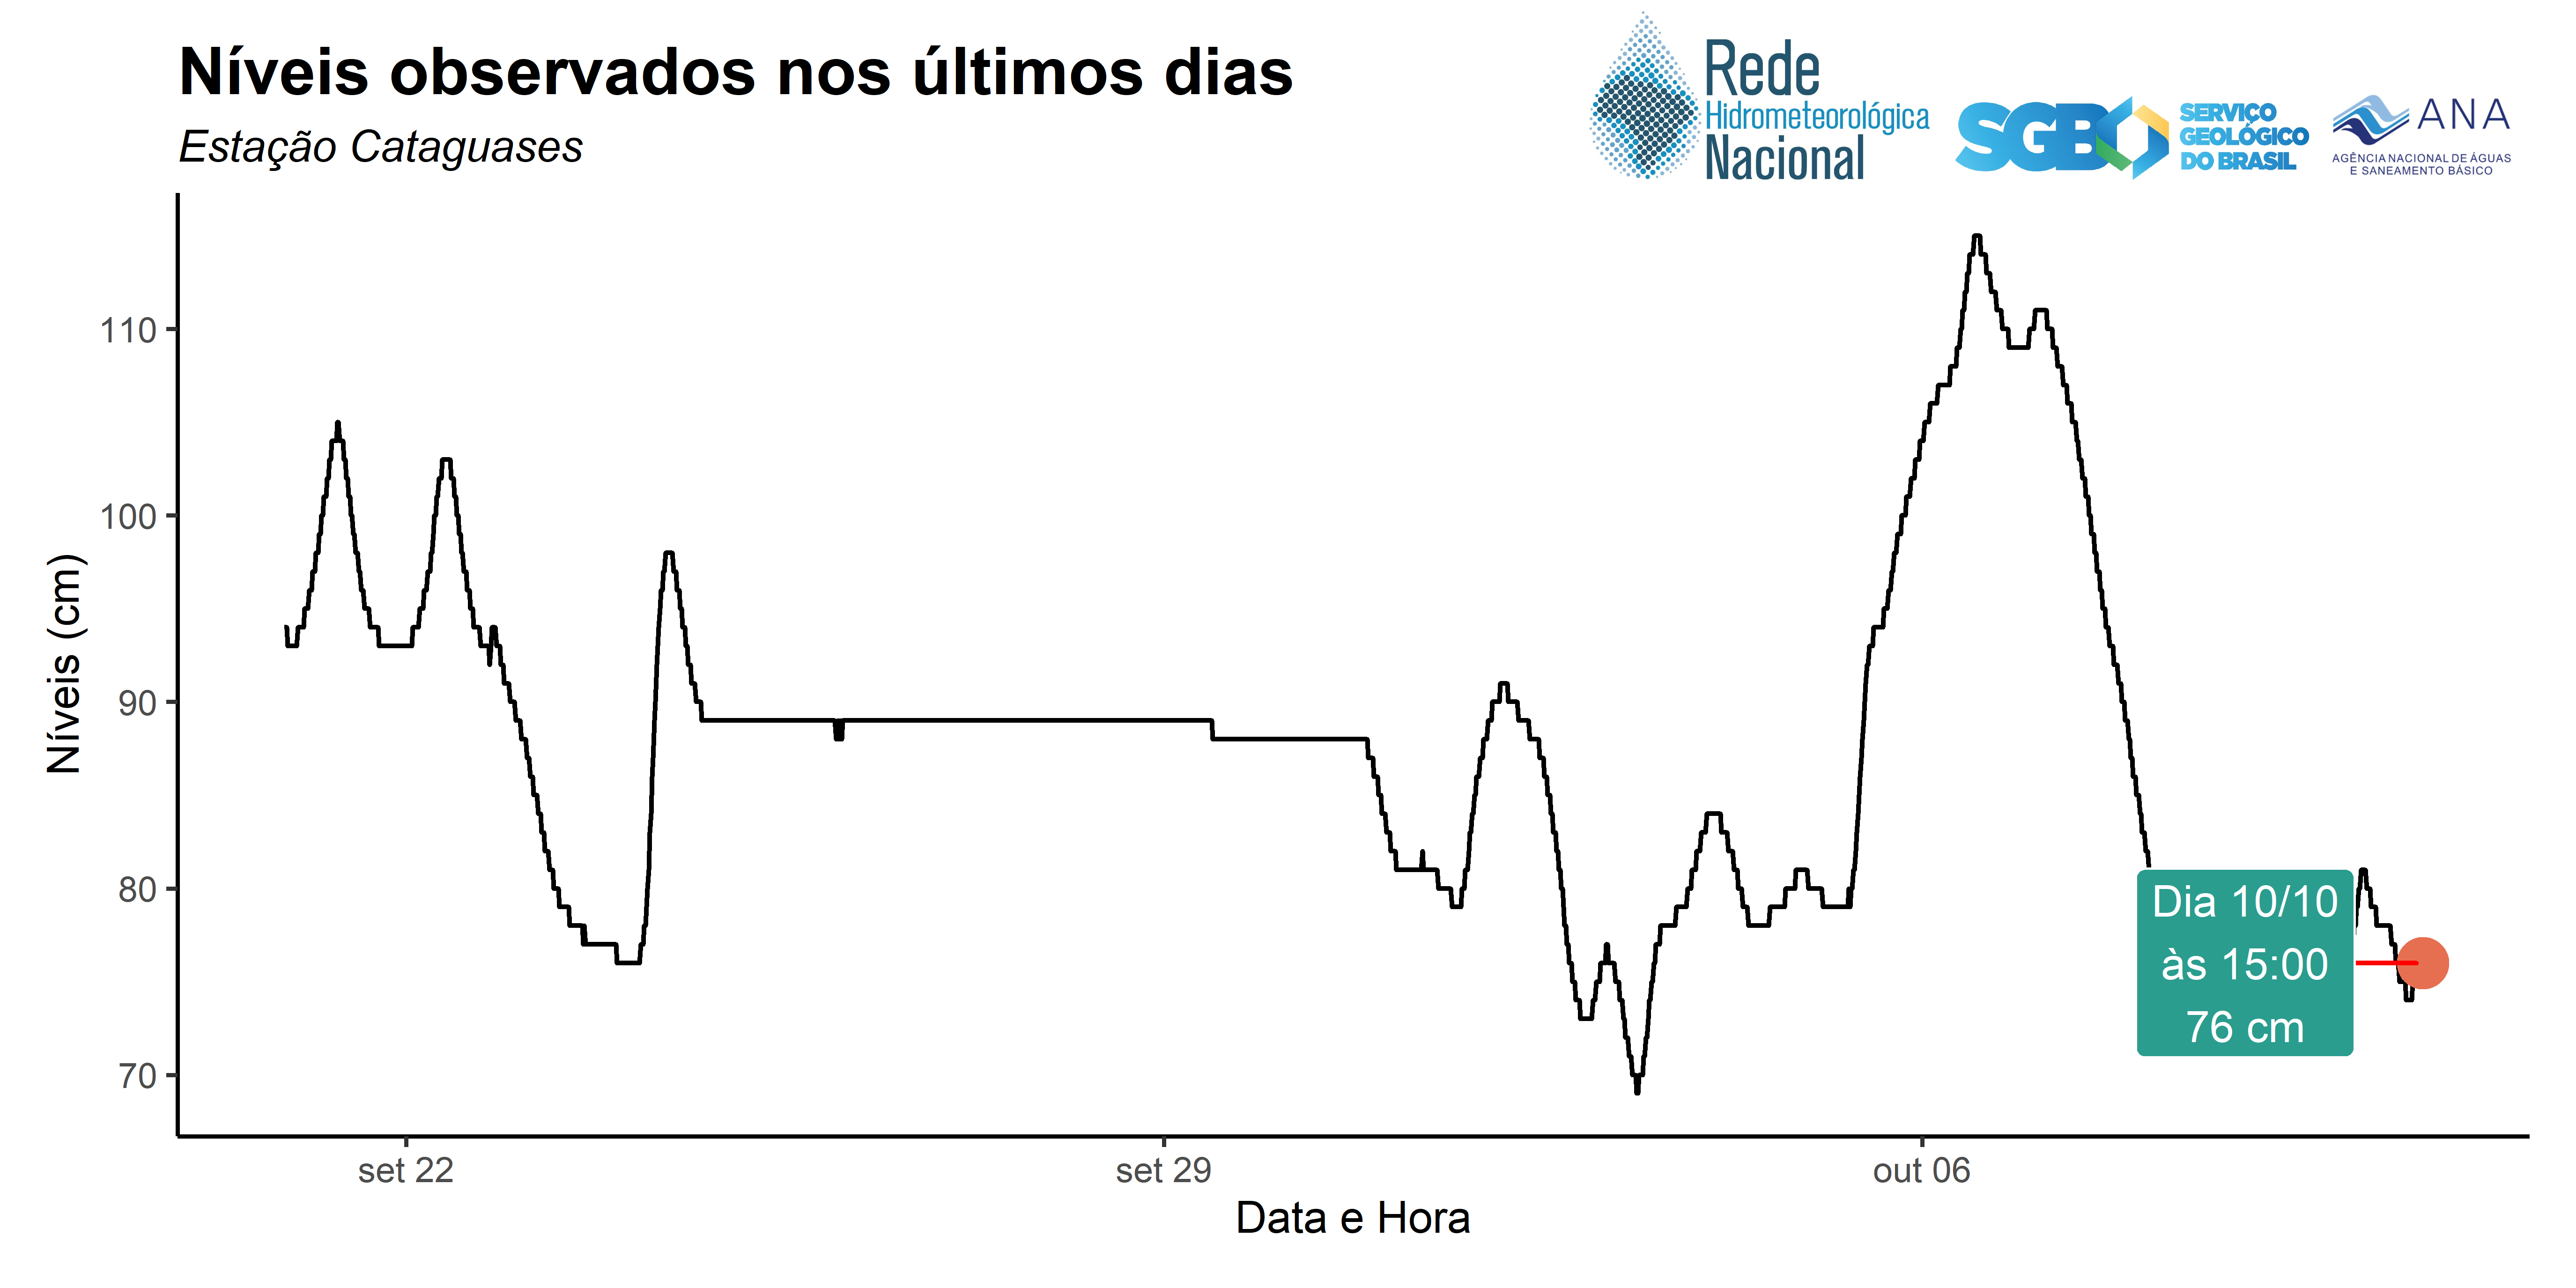 Níveis observados nos últimos dias
Estação Cataguases
Rede
Hidrometeorológica
Nacional
SGB
SERVIÇO
GEOLÓGICO
DO BRASIL
ANA
AGÊNCIA NACIONAL DE ÁGUAS
E SANEAMENTO BÁSICO
Níveis (cm)
110
100
90
80
70
Dia 10/10
às 15:00
76 cm
set 22
set 29
out 06
Data e Hora